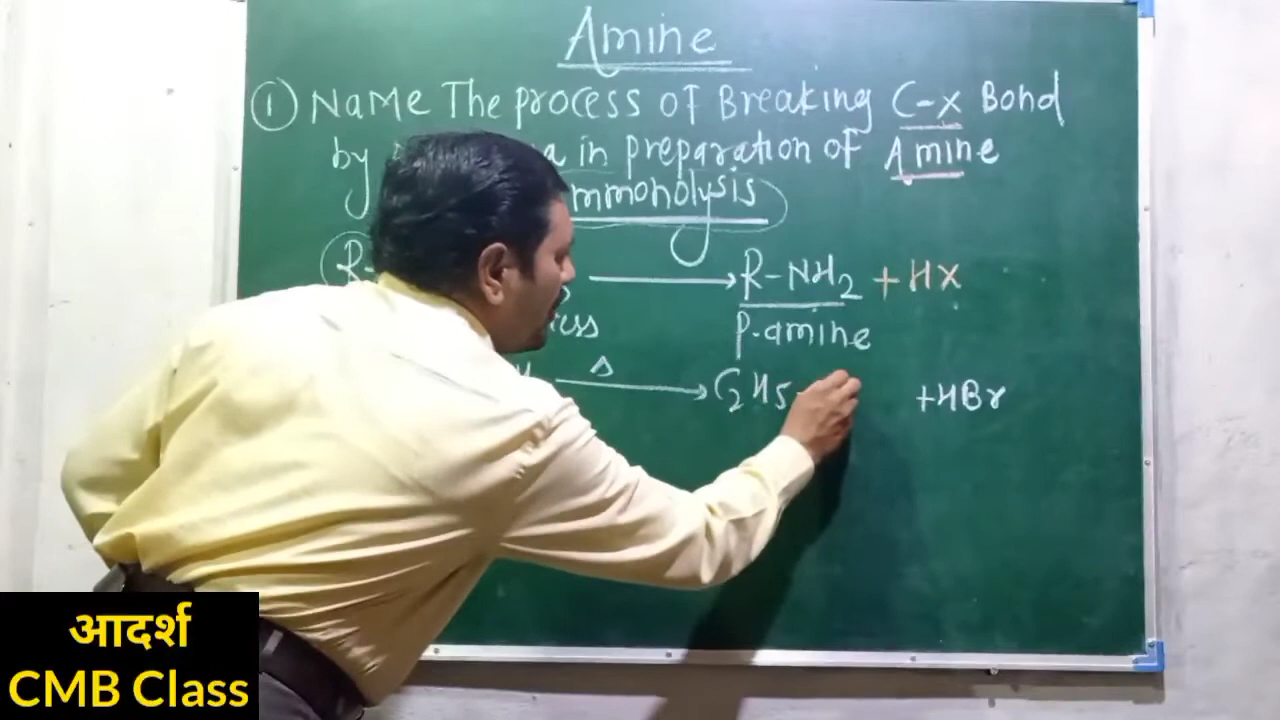 Amine
① Name The process of Breaking C-X Bond
by in preparation of Amine
mmonolysis
R- → R-NH2 + HX
ess P-amine
Δ → C2H5- +HBr
आदर्श
CMB Class